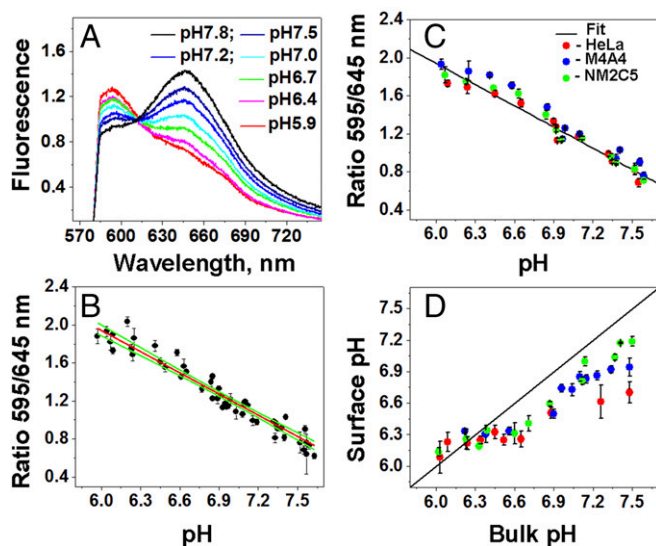 A
pH7.8; pH7.5
pH7.2; pH7.0
pH6.7
pH6.4
pH5.9
Fluorescence
1.6
1.2
0.8
0.4
570 600 630 660 690 720
Wavelength, nm
C
Fit
- HeLa
- M4A4
- NM2C5
Ratio 595/645 nm
2.0
1.6
1.2
0.8
0.4
6.0 6.3 6.6 6.9 7.2 7.5
pH
B
Ratio 595/645 nm
2.4
2.0
1.6
1.2
0.8
0.4
6.0 6.3 6.6 6.9 7.2 7.5
pH
D
Surface pH
7.5
7.2
6.9
6.6
6.3
6.0
6.0 6.3 6.6 6.9 7.2 7.5
Bulk pH